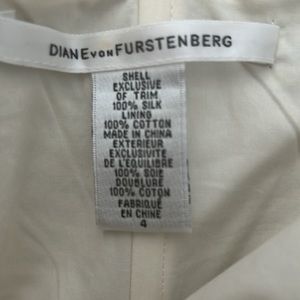 DIANE VON FURSTENBERG
SHELL
EXCLUSIVE
OF TRIM
100% SILK
LINING
100% COTTON
MADE IN CHINA
EXTERIEUR
EXCLUSIVITE
DE L'EQUILIBRE
100% SOIE
DOUBLURE
100% COTON
FABRIQUÉ
EN CHINE
4